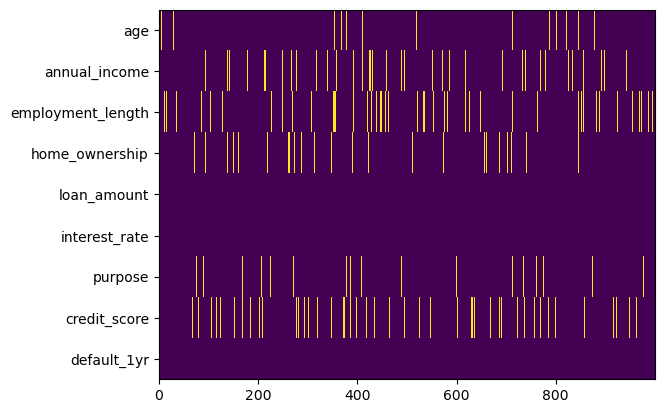 age
annual_income
employment_length
home_ownership
loan_amount
interest_rate
purpose
credit_score
default_1yr
0 200 400 600 800